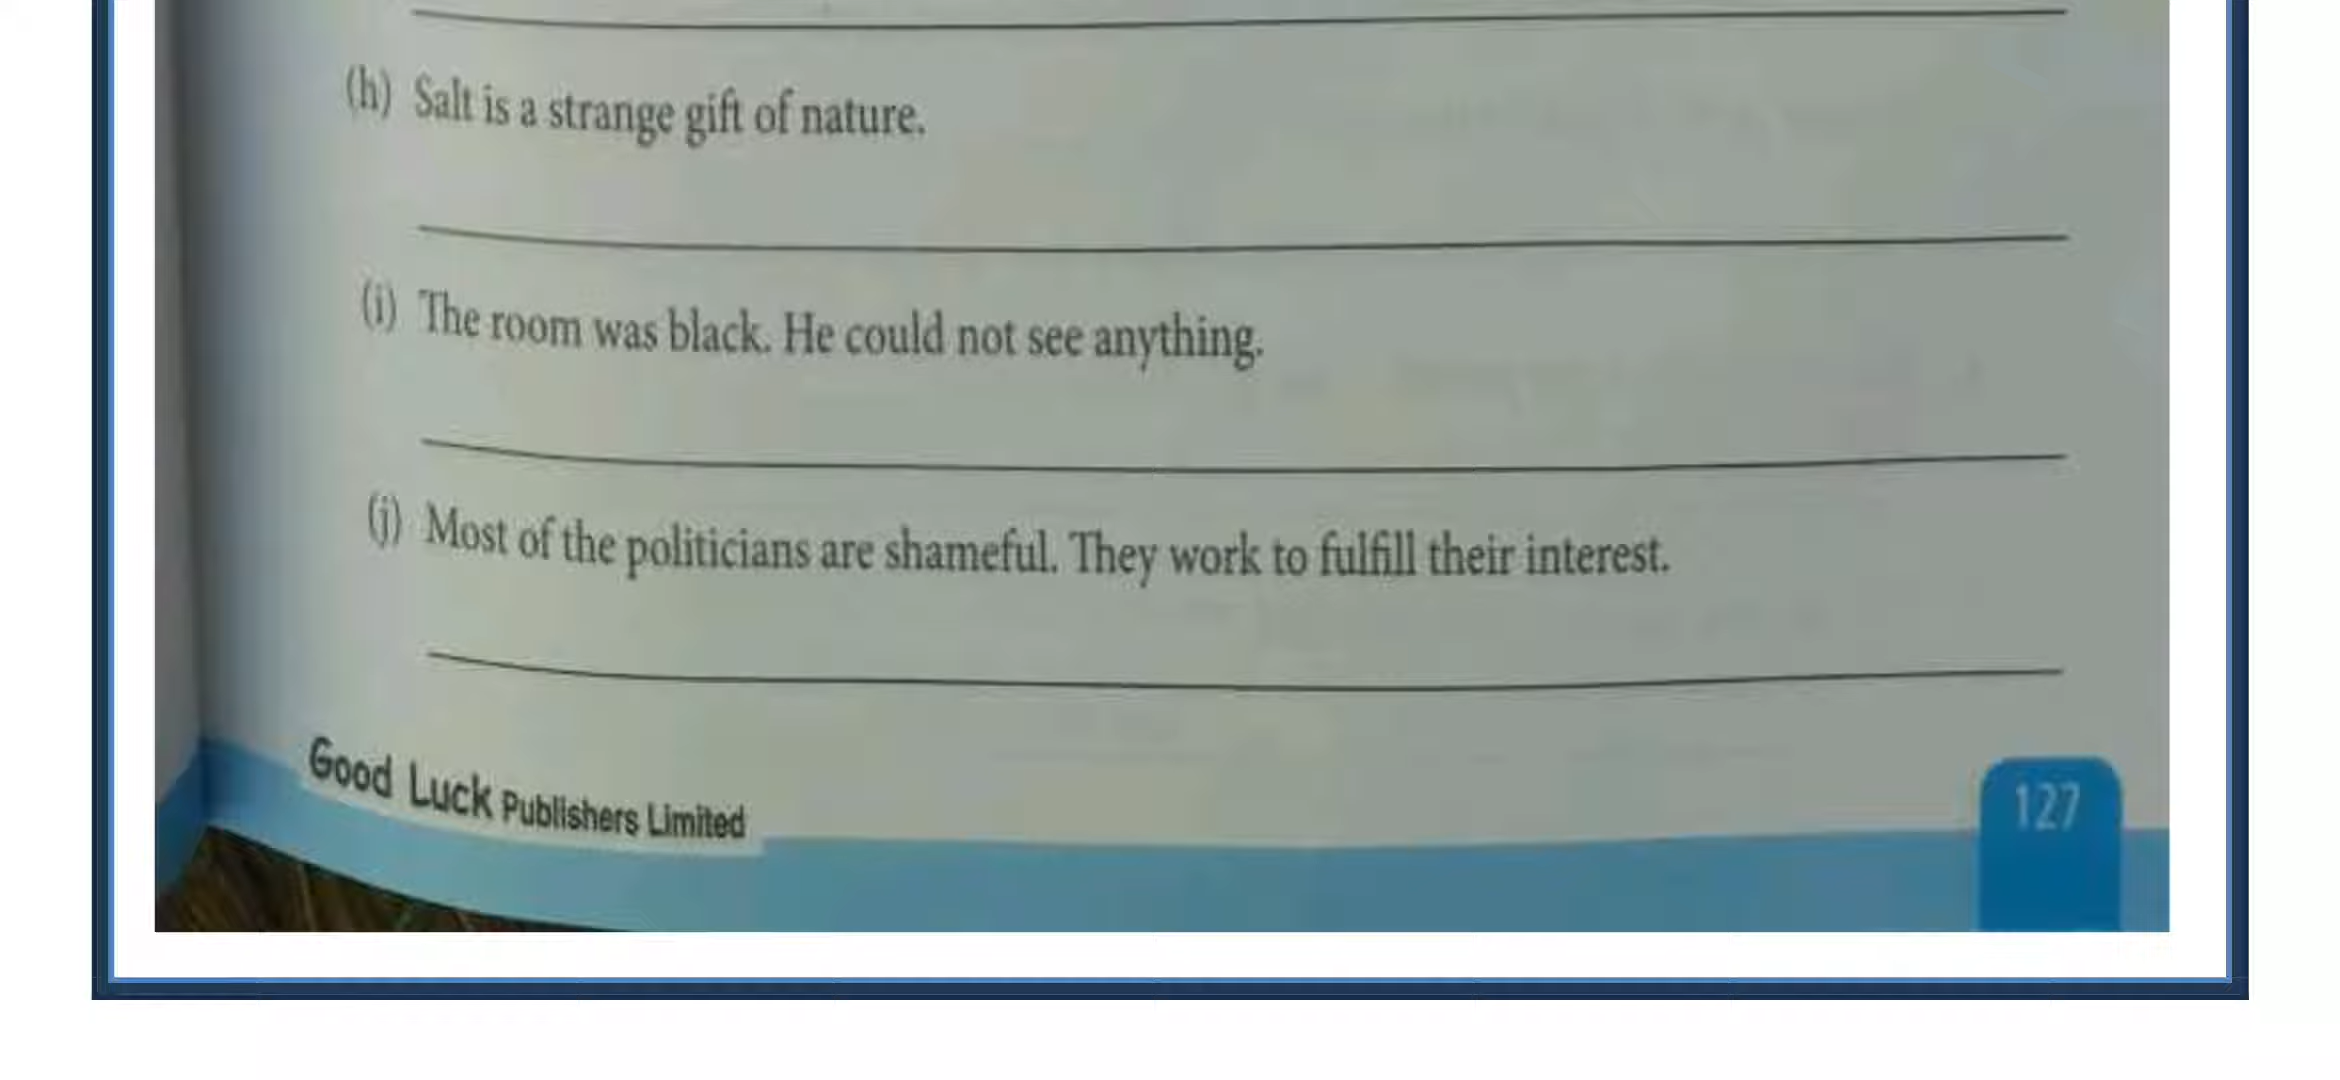 (h) Salt is a strange gift of nature.
(i) The room was black. He could not see anything.
(j) Most of the politicians are shameful. They work to fulfill their interest.
Good Luck Publishers Limited
127